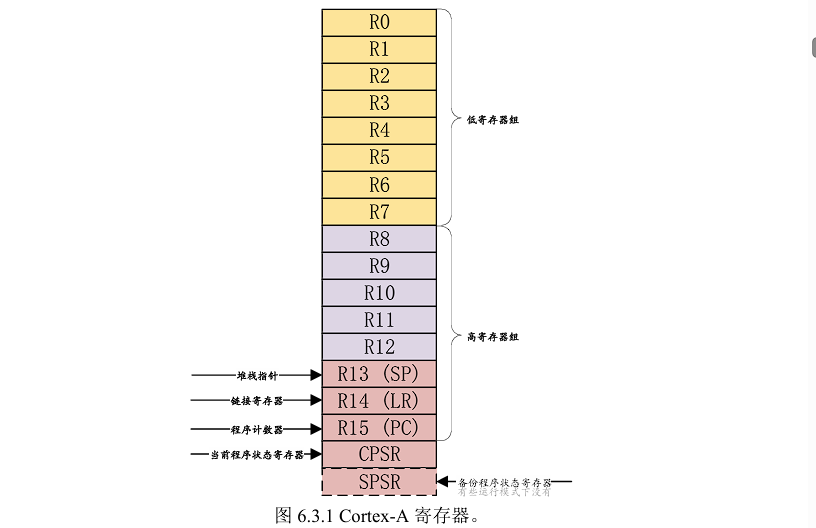 R0
R1
R2
R3
低寄存器组
R4
R5
R6
R7
R8
R9
R10
R11
高寄存器组
R12
堆栈指针 R13 (SP)
链接寄存器 R14 (LR)
程序计数器 R15 (PC)
当前程序状态寄存器 CPSR
SPSR 备份程序状态寄存器
有些运行模式下没有
图 6.3.1 Cortex-A 寄存器。